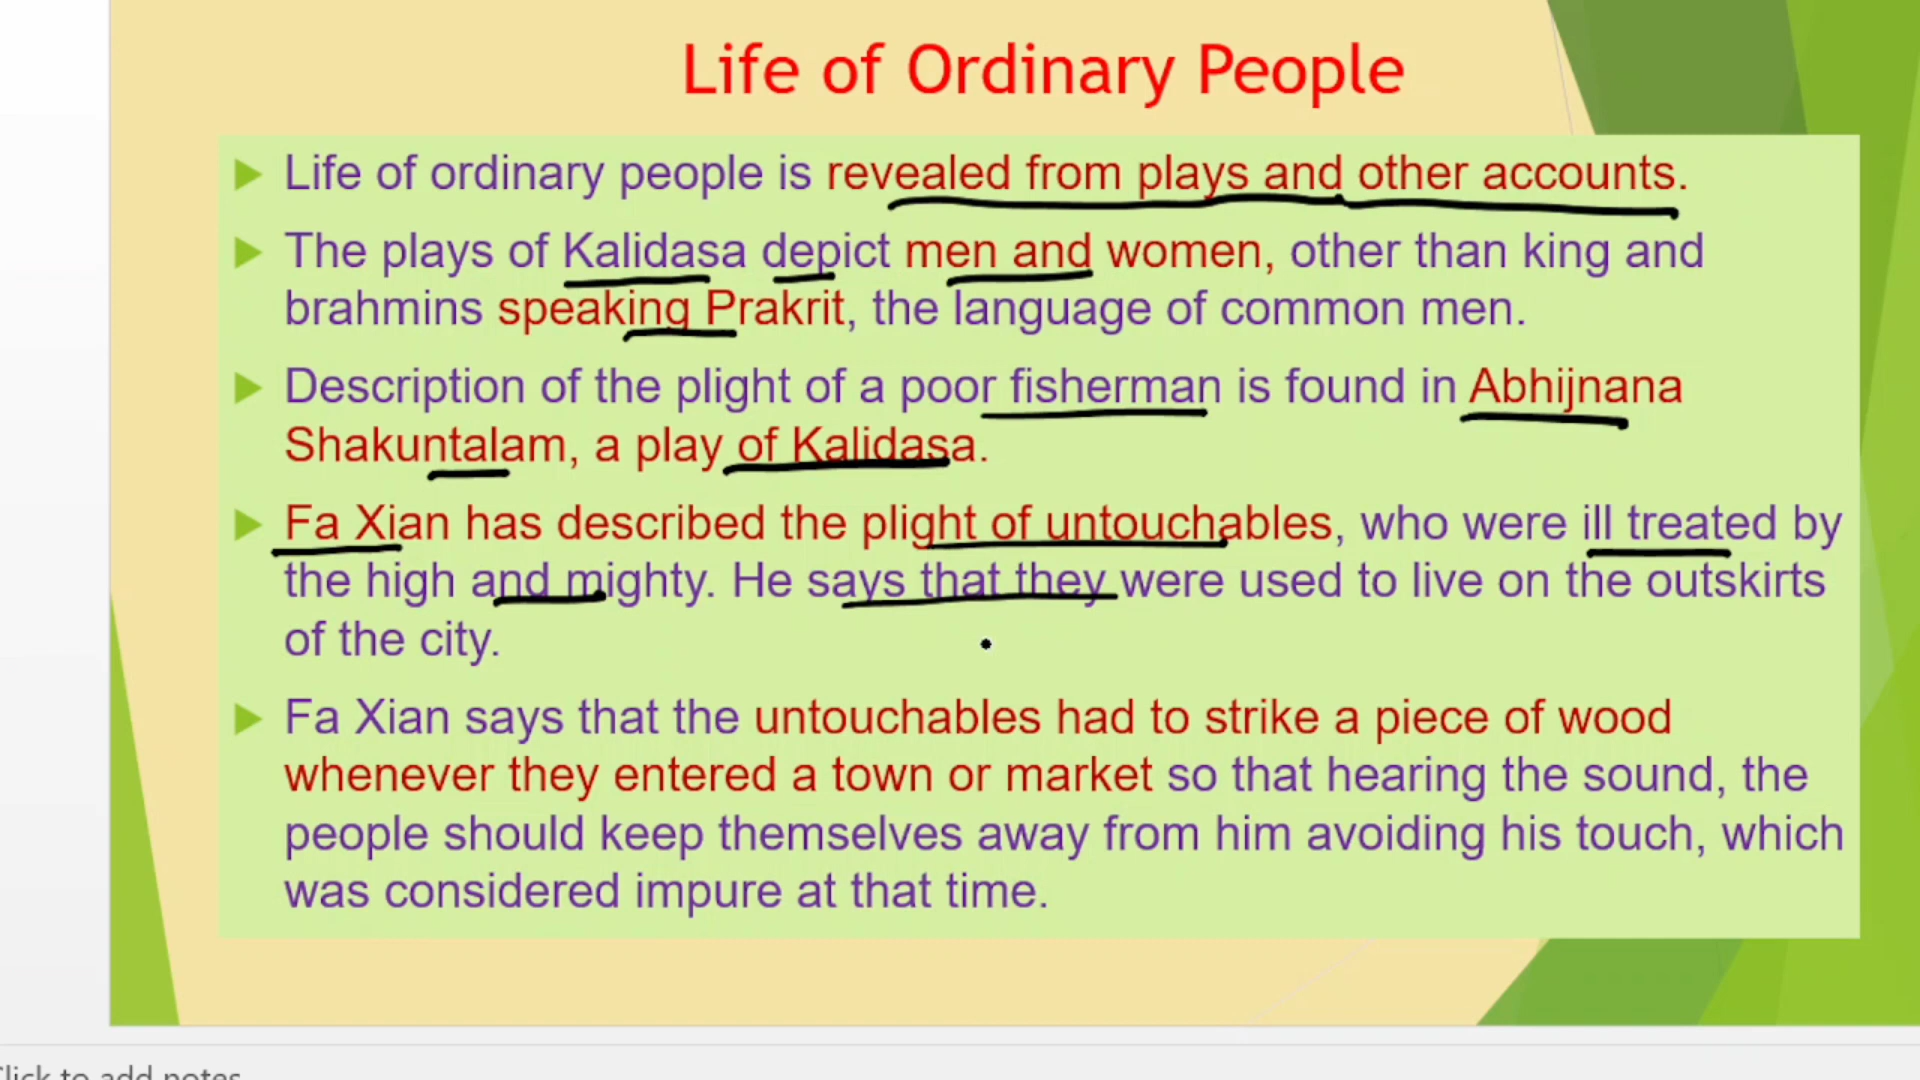 Life of Ordinary People
Life of ordinary people is revealed from plays and other accounts.
The plays of Kalidasa depict men and women, other than king and
brahmins speaking Prakrit, the language of common men.
Description of the plight of a poor fisherman is found in Abhijnana
Shakuntalam, a play of Kalidasa.
Fa Xian has described the plight of untouchables, who were ill treated by
the high and mighty. He says that they were used to live on the outskirts
of the city.
Fa Xian says that the untouchables had to strike a piece of wood
whenever they entered a town or market so that hearing the sound, the
people should keep themselves away from him avoiding his touch, which
was considered impure at that time.
Click to add notes